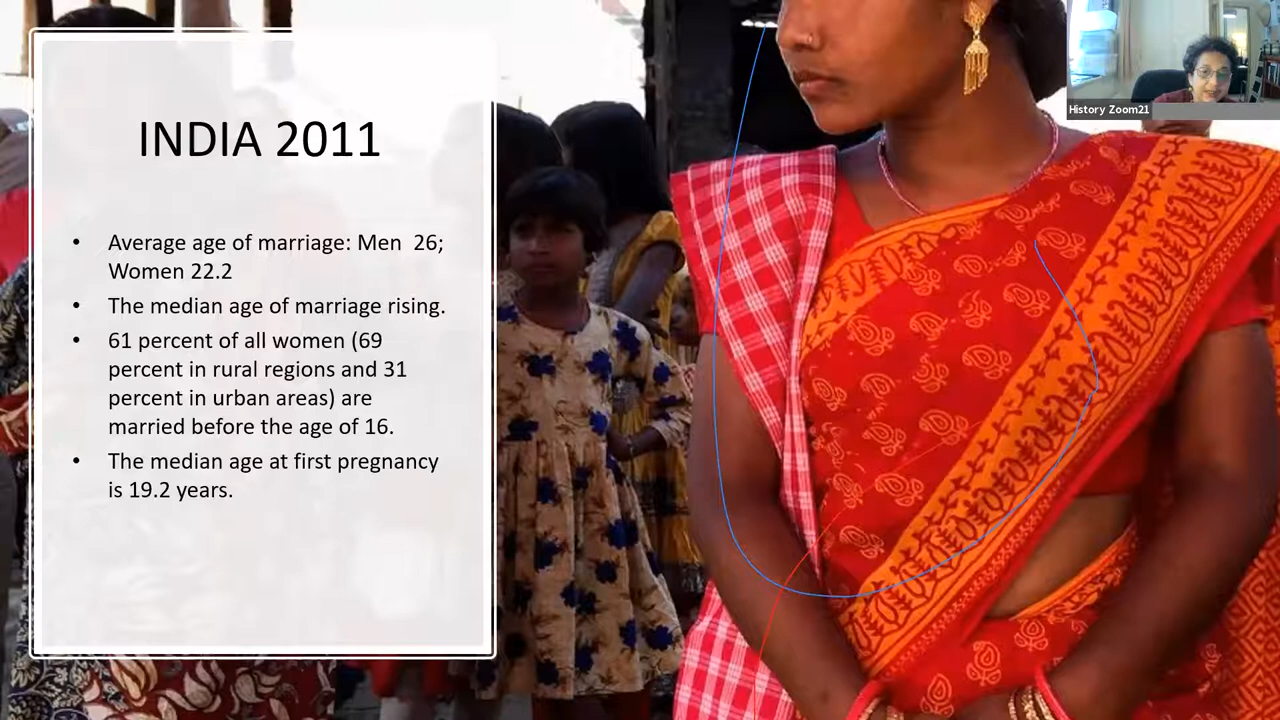 INDIA 2011
• Average age of marriage: Men 26;
Women 22.2
• The median age of marriage rising.
• 61 percent of all women (69
percent in rural regions and 31
percent in urban areas) are
married before the age of 16.
• The median age at first pregnancy
is 19.2 years.
History Zoom21